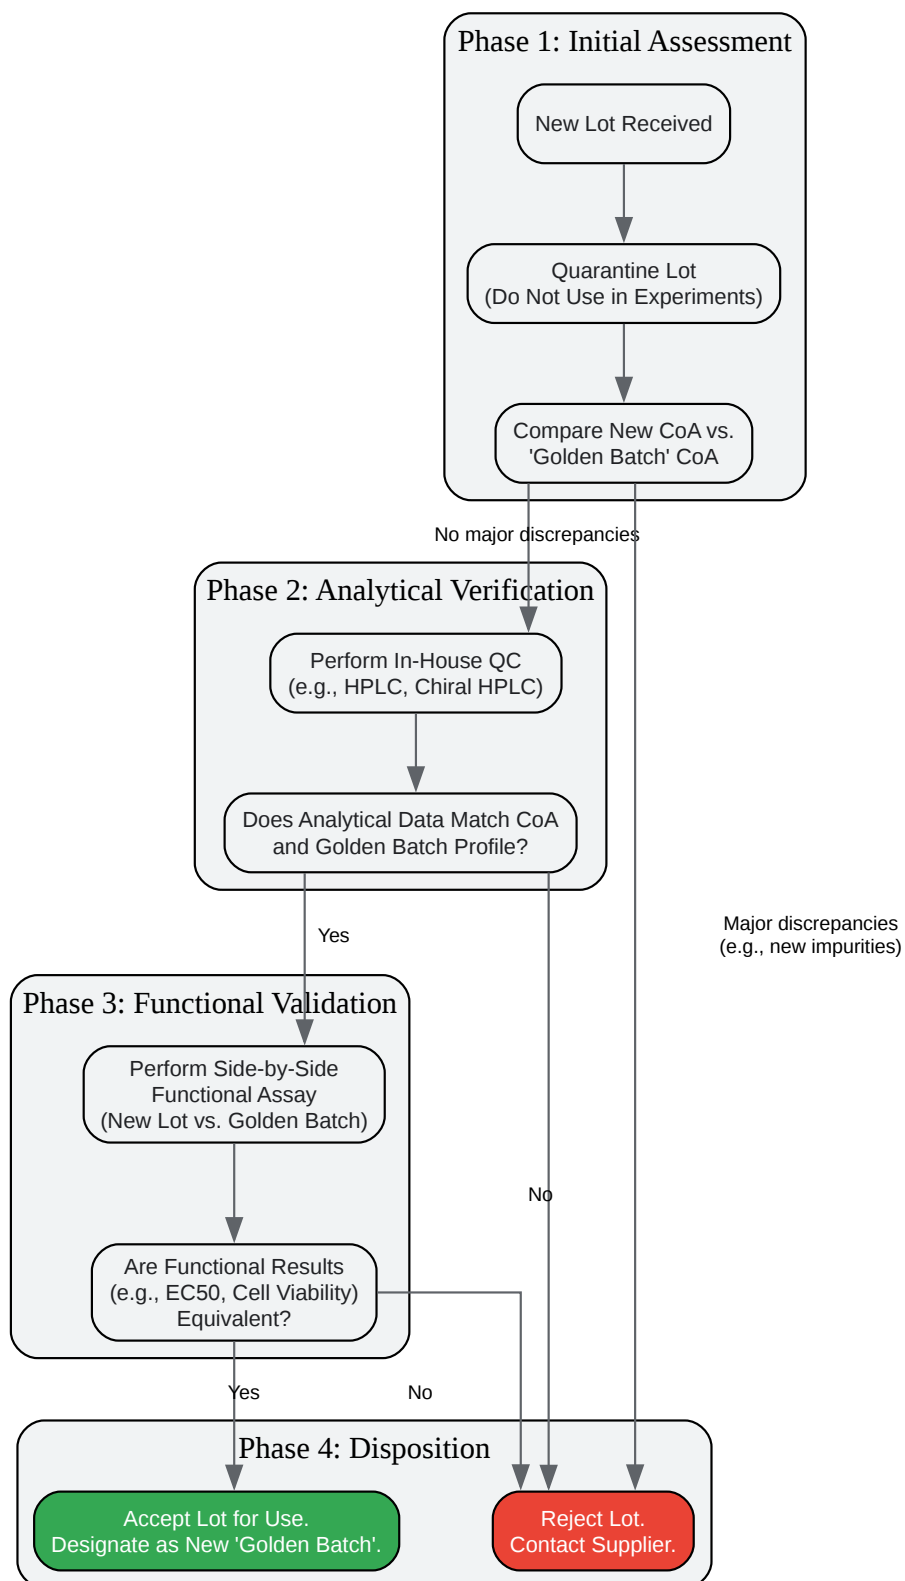 Phase 1: Initial Assessment
New Lot Received
Quarantine Lot
(Do Not Use in Experiments)
Compare New CoA vs.
'Golden Batch' CoA
No major discrepancies
Phase 2: Analytical Verification
Perform In-House QC
(e.g., HPLC, Chiral HPLC)
Does Analytical Data Match CoA
and Golden Batch Profile?
Major discrepancies
(e.g., new impurities)
Yes
Phase 3: Functional Validation
Perform Side-by-Side
Functional Assay
(New Lot vs. Golden Batch)
No
Are Functional Results
(e.g., EC50, Cell Viability)
Equivalent?
Yes
No
Phase 4: Disposition
Accept Lot for Use.
Designate as New 'Golden Batch'.
Reject Lot.
Contact Supplier.